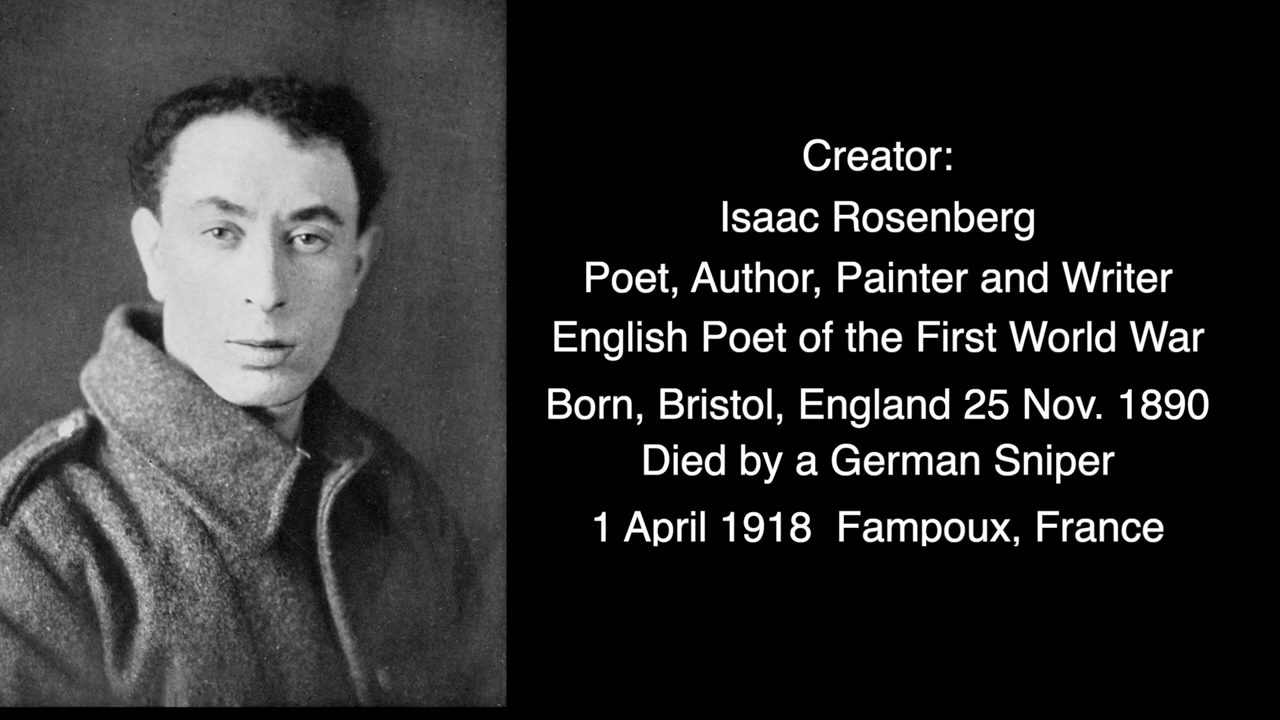 Creator:
Isaac Rosenberg
Poet, Author, Painter and Writer
English Poet of the First World War
Born, Bristol, England 25 Nov. 1890
Died by a German Sniper
1 April 1918  Fampoux, France